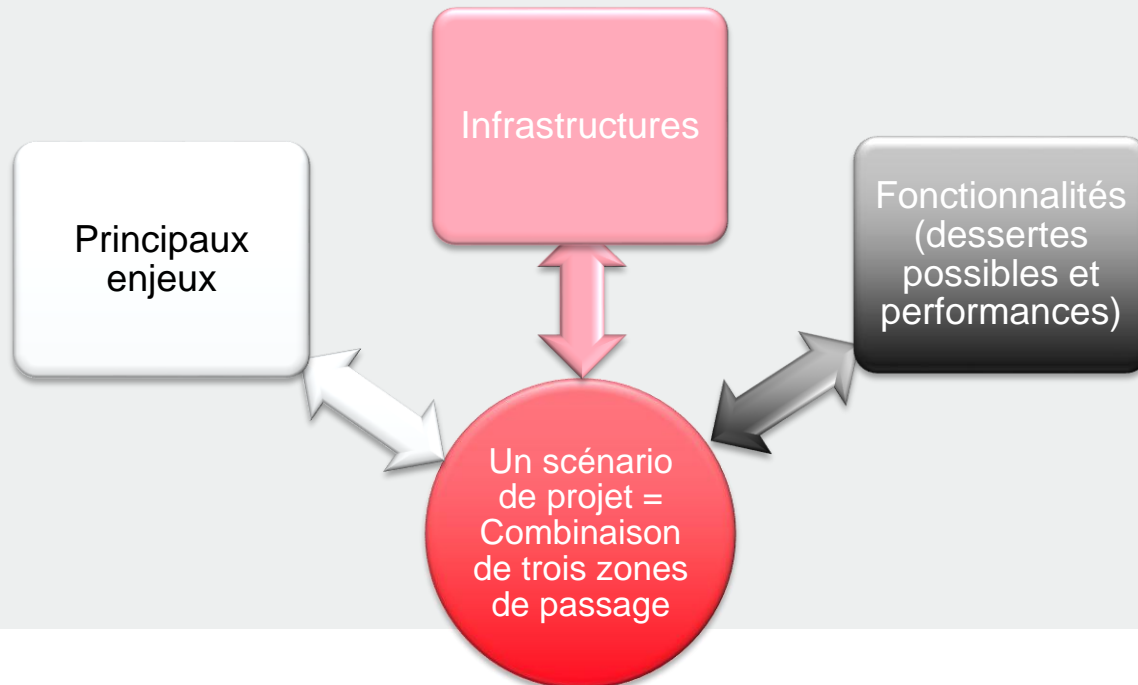 Infrastructures
Principaux
enjeux
Fonctionnalités
(dessertes
possibles et
performances)
Un scénario
de projet =
Combinaison
de trois zones
de passage